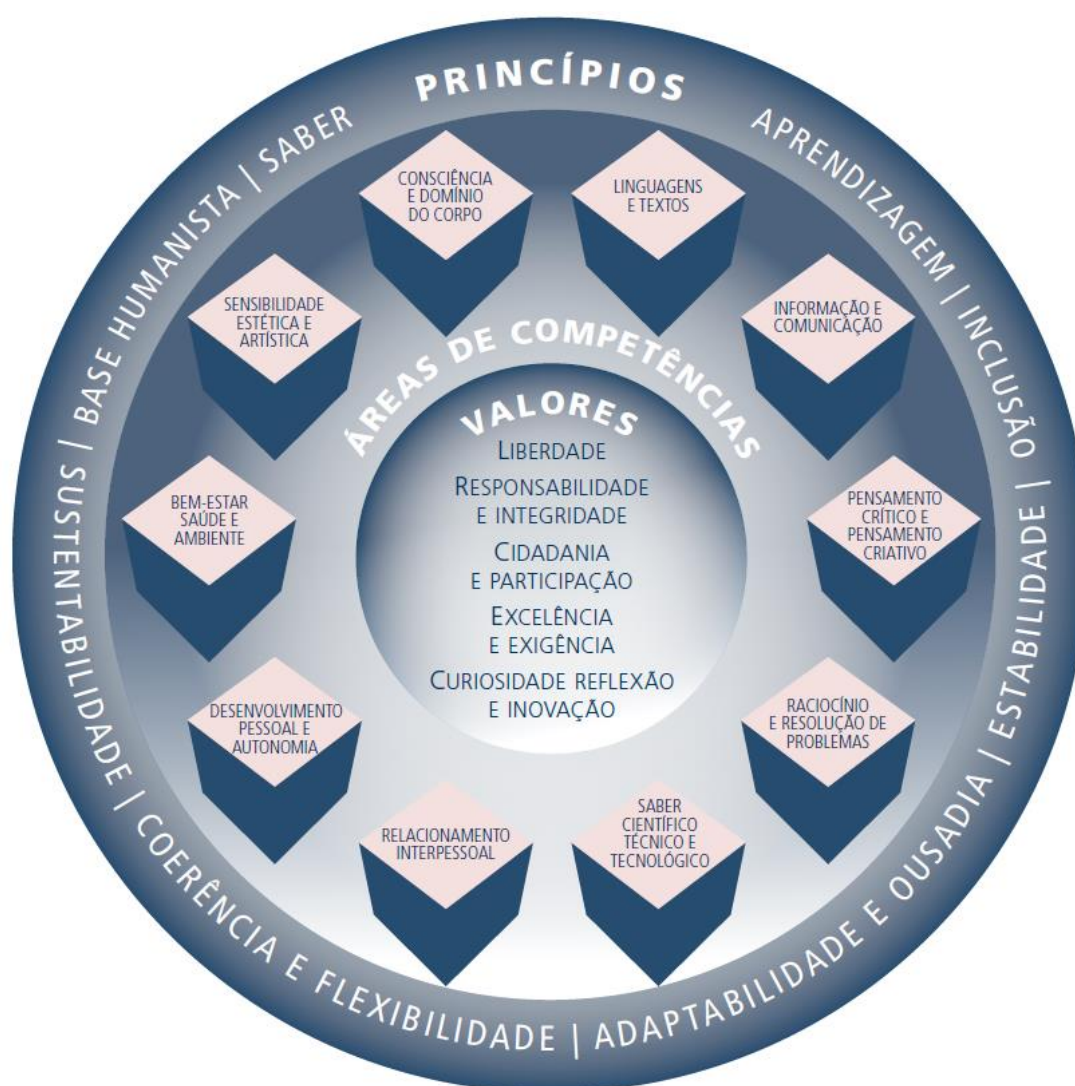 PRINCÍPIOS
BASE HUMANISTA | SABER
APRENDIZAGEM | INCLUSÃO |
ESTABILIDADE |
ADAPTABILIDADE E OUSADIA |
COERÊNCIA E FLEXIBILIDADE |
SUSTENTABILIDADE |
CONSCIÊNCIA
E DOMÍNIO
DO CORPO
LINGUAGENS
E TEXTOS
SENSIBILIDADE
ESTÉTICA E
ARTÍSTICA
INFORMAÇÃO E
COMUNICAÇÃO
ÁREAS DE COMPETÊNCIAS
VALORES
LIBERDADE
RESPONSABILIDADE
E INTEGRIDADE
CIDADANIA
E PARTICIPAÇÃO
EXCELÊNCIA
E EXIGÊNCIA
CURIOSIDADE REFLEXÃO
E INOVAÇÃO
BEM-ESTAR
SAÚDE E
AMBIENTE
PENSAMENTO
CRÍTICO E
PENSAMENTO
CRIATIVO
DESENVOLVIMENTO
PESSOAL E
AUTONOMIA
RACIOCÍNIO
E RESOLUÇÃO DE
PROBLEMAS
RELACIONAMENTO
INTERPESSOAL
SABER
CIENTÍFICO
TÉCNICO E
TECNOLÓGICO